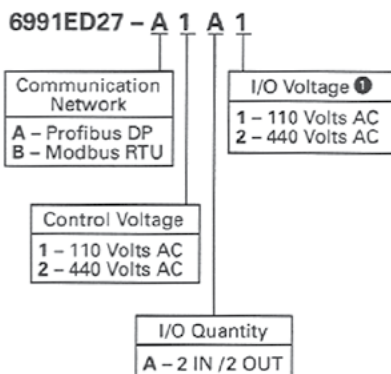 6991ED27 – A 1 A 1
Communication
Network
A – Profibus DP
B – Modbus RTU
I/O Voltage ❶
1 – 110 Volts AC
2 – 440 Volts AC
Control Voltage
1 – 110 Volts AC
2 – 440 Volts AC
I/O Quantity
A – 2 IN /2 OUT